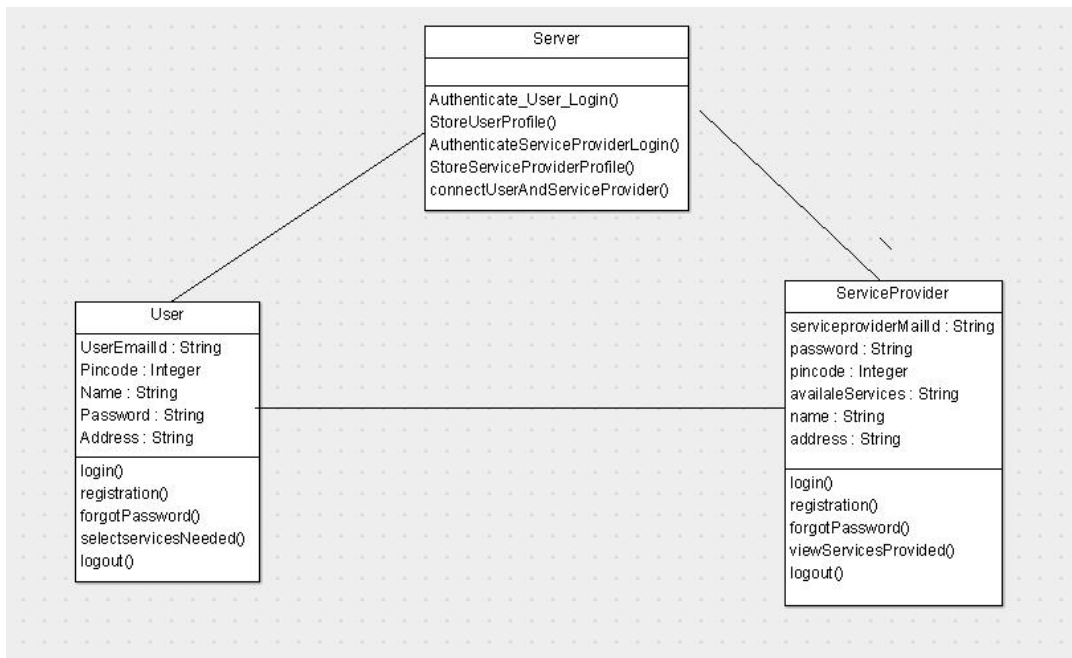 Server
Authenticate_User_Login()
StoreUserProfile()
AuthenticateServiceProviderLogin()
StoreServiceProviderProfile()
connectUserAndServiceProvider()
User
UserEmailId : String
Pincode : Integer
Name : String
Password : String
Address : String
login()
registration()
forgotPassword()
selectservicesNeeded()
logout()
ServiceProvider
serviceproviderMailId : String
password : String
pincode : Integer
availaleServices : String
name : String
address : String
login()
registration()
forgotPassword()
viewServicesProvided()
logout()